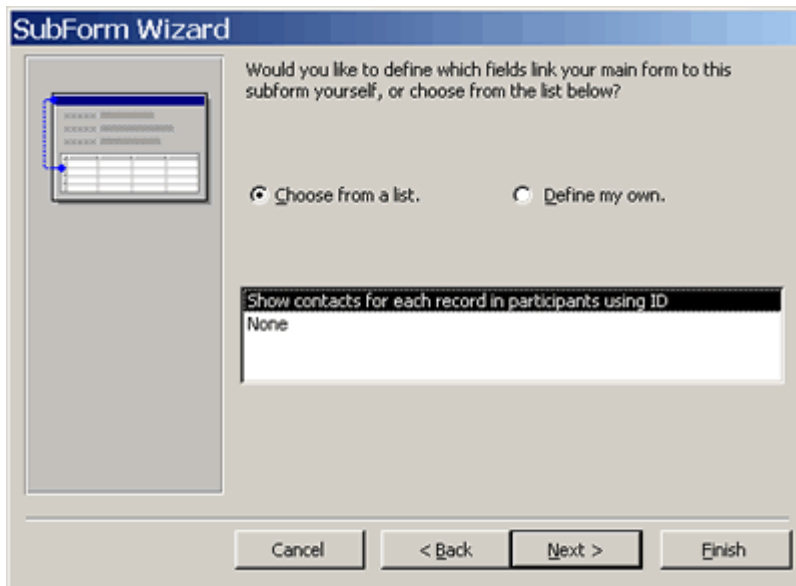 SubForm Wizard
Would you like to define which fields link your main form to this
subform yourself, or choose from the list below?
Choose from a list.
Define my own.
Show contacts for each record in participants using ID
None
Cancel
< Back
Next >
Finish